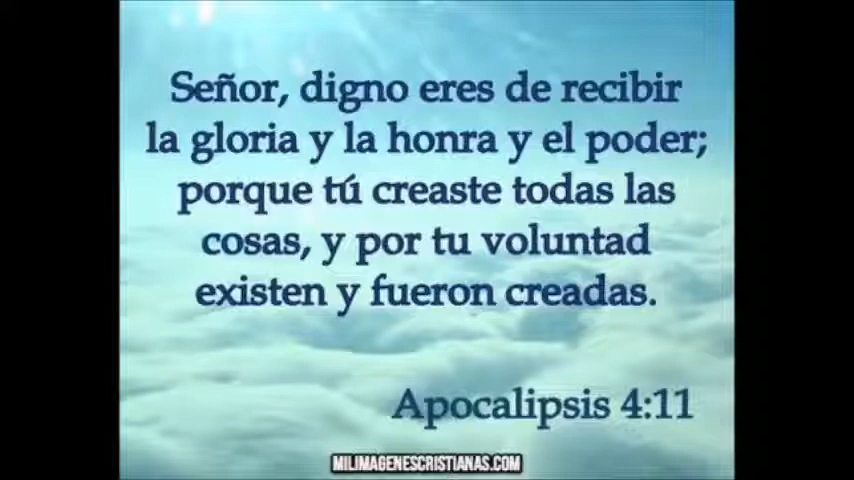 Señor, digno eres de recibir
la gloria y la honra y el poder;
porque tú creaste todas las
cosas, y por tu voluntad
existen y fueron creadas.
Apocalipsis 4:11
MILIMAGENESCRISTIANAS.COM